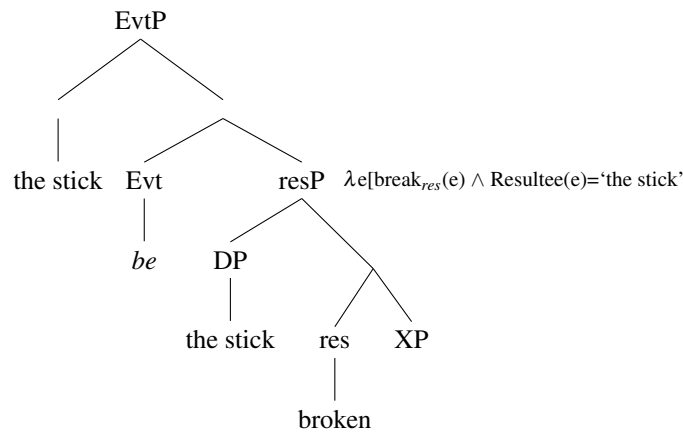 EvtP
the stick Evt resP λe[break_res(e) ∧ Resultee(e)=‘the stick’
be DP
the stick res XP
broken